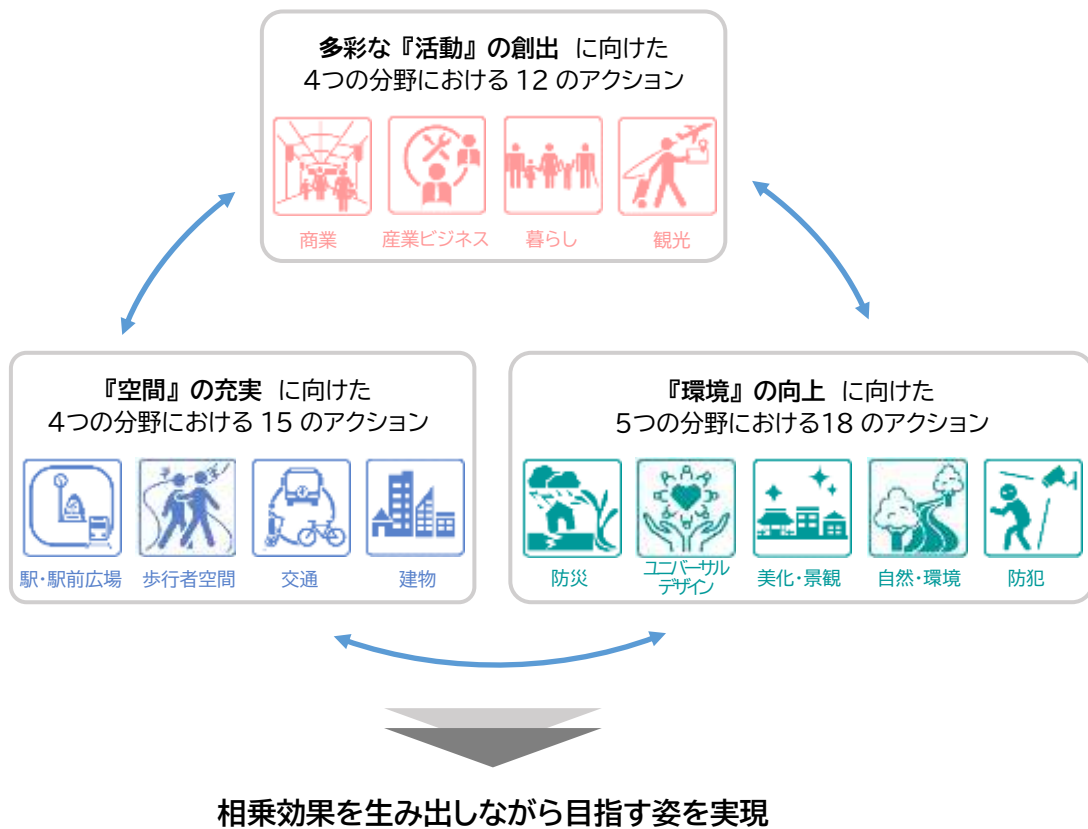 多彩な『活動』の創出 に向けた
4つの分野における 12 のアクション
商業
産業ビジネス
暮らし
観光
『空間』の充実 に向けた
4つの分野における 15 のアクション
駅・駅前広場
歩行者空間
交通
建物
『環境』の向上 に向けた
5つの分野における18 のアクション
防災
ユニバーサル
デザイン
美化・景観
自然・環境
防犯
相乗効果を生み出しながら目指す姿を実現